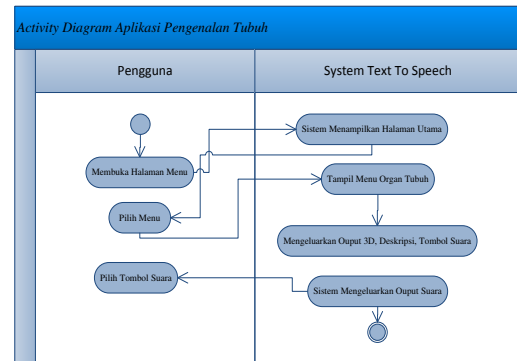 Activity Diagram Aplikasi Pengenalan Tubuh
Pengguna
System Text To Speech
Sistem Menampilkan Halaman Utama
Membuka Halaman Menu
Tampil Menu Organ Tubuh
Pilih Menu
Mengeluarkan Ouput 3D, Deskripsi, Tombol Suara
Pilih Tombol Suara
Sistem Mengeluarkan Ouput Suara